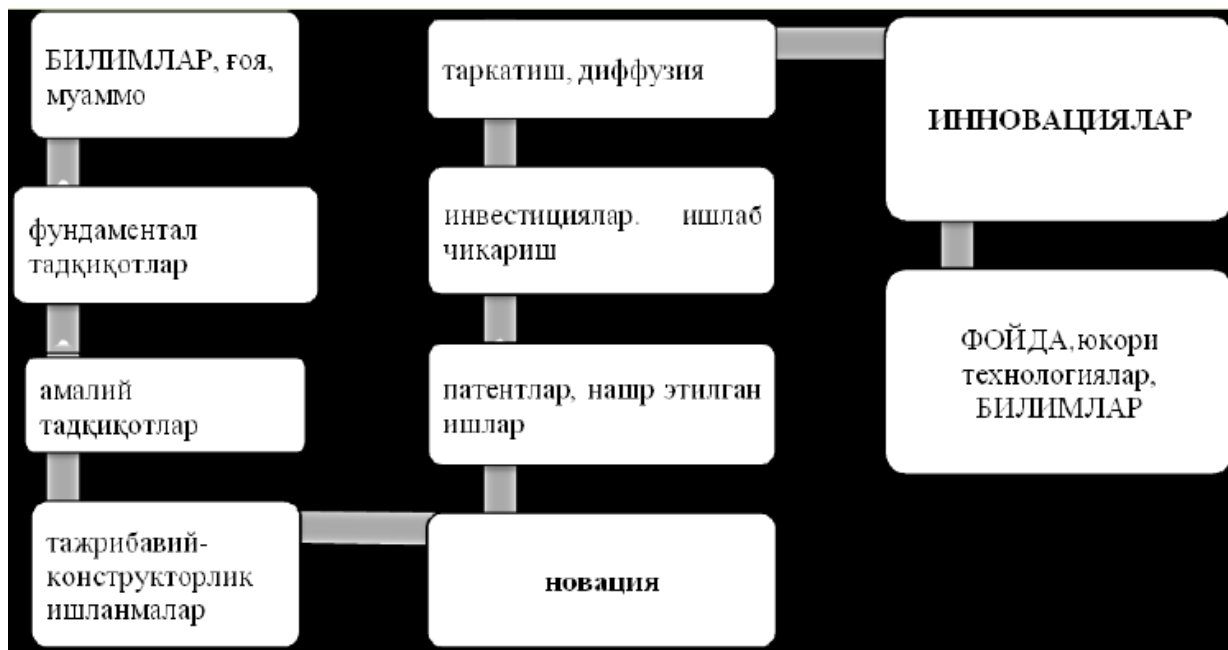 БИЛИМЛАР, ғоя,
муаммо
фундаментал
тадқиқотлар
амалий
тадқиқотлар
тажрибавий-
конструкторлик
ишланмалар
новация
патентлар, нашр этилган
ишлар
инвестициялар. ишлаб
чикариш
таркатиш, диффузия
ИННОВАЦИЯЛАР
ФОЙДА,юкори
технологиялар,
БИЛИМЛАР